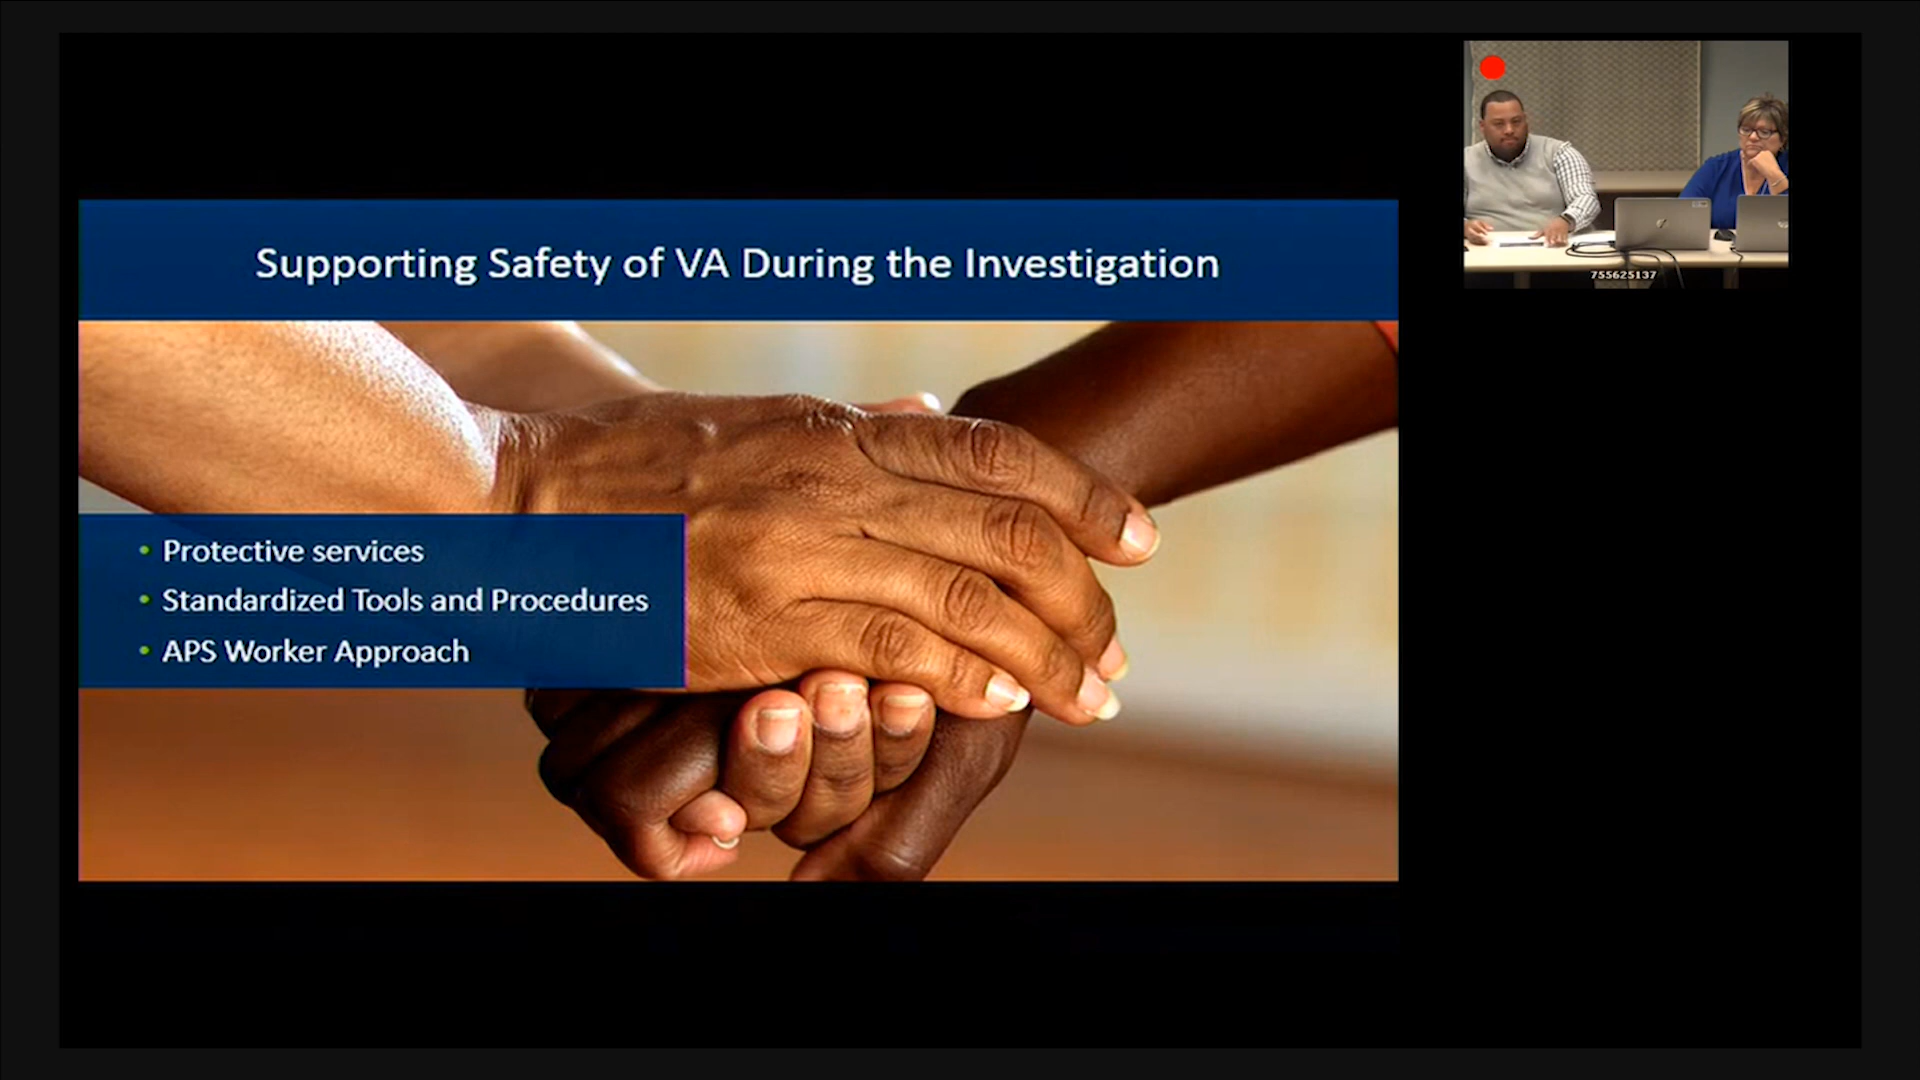 Supporting Safety of VA During the Investigation
• Protective services
• Standardized Tools and Procedures
• APS Worker Approach
755625137